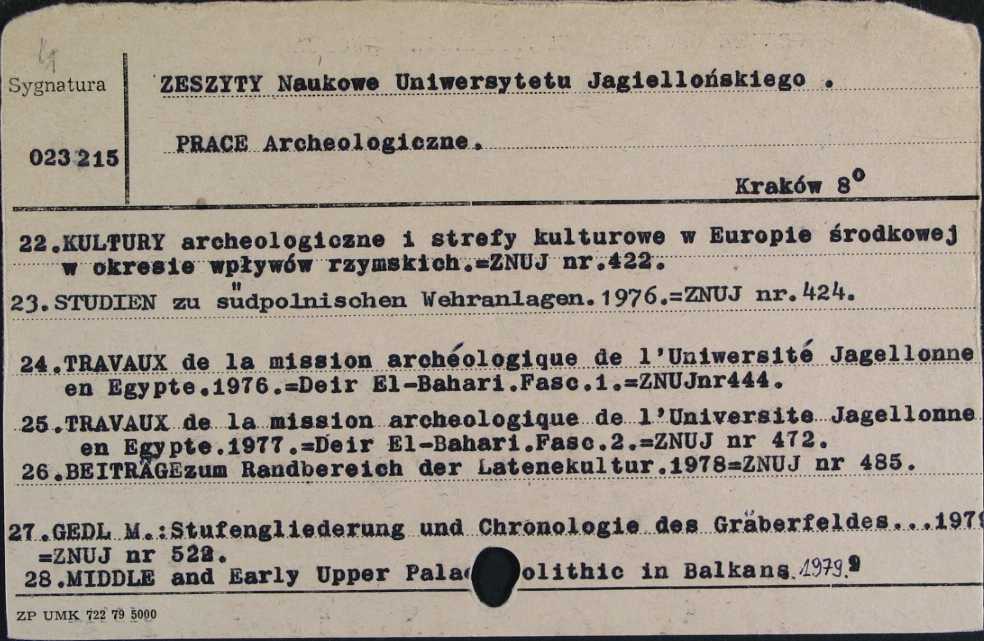 Sygnatura
ZESZYTY Naukowe Uniwersytetu Jagiellońskiego .
PRACE Archeologiczne.
023215
Kraków 8°
22.KULTURY archeologiczne i strefy kulturowe w Europie środkowej
w okresie wpływów rzymskich.=ZNUJ nr.422.
23.STUDIEN zu südpolnischen Wehranlagen.1976.=ZNUJ nr.424.
24.TRAVAUX de la mission archéologique de l'Uniwersité Jagellonne
en Egypte.1976.=Deir El-Bahari.Fasc.1.=ZNUJnr444.
25.TRAVAUX de la mission archeologique de l'Universite Jagellonne
en Egypte.1977.=Deir El-Bahari.Fasc.2.=ZNUJ nr 472.
26.BEITRÄGEzum Randbereich der Latenekultur.1978=ZNUJ nr 485.
27.GEDL M.:Stufengliederung und Chronologie des Gräberfeldes...1979
=ZNUJ nr 522.
28.MIDDLE and Early Upper Palae olithic in Balkans.1979.
ZP UMK 722 79 5000